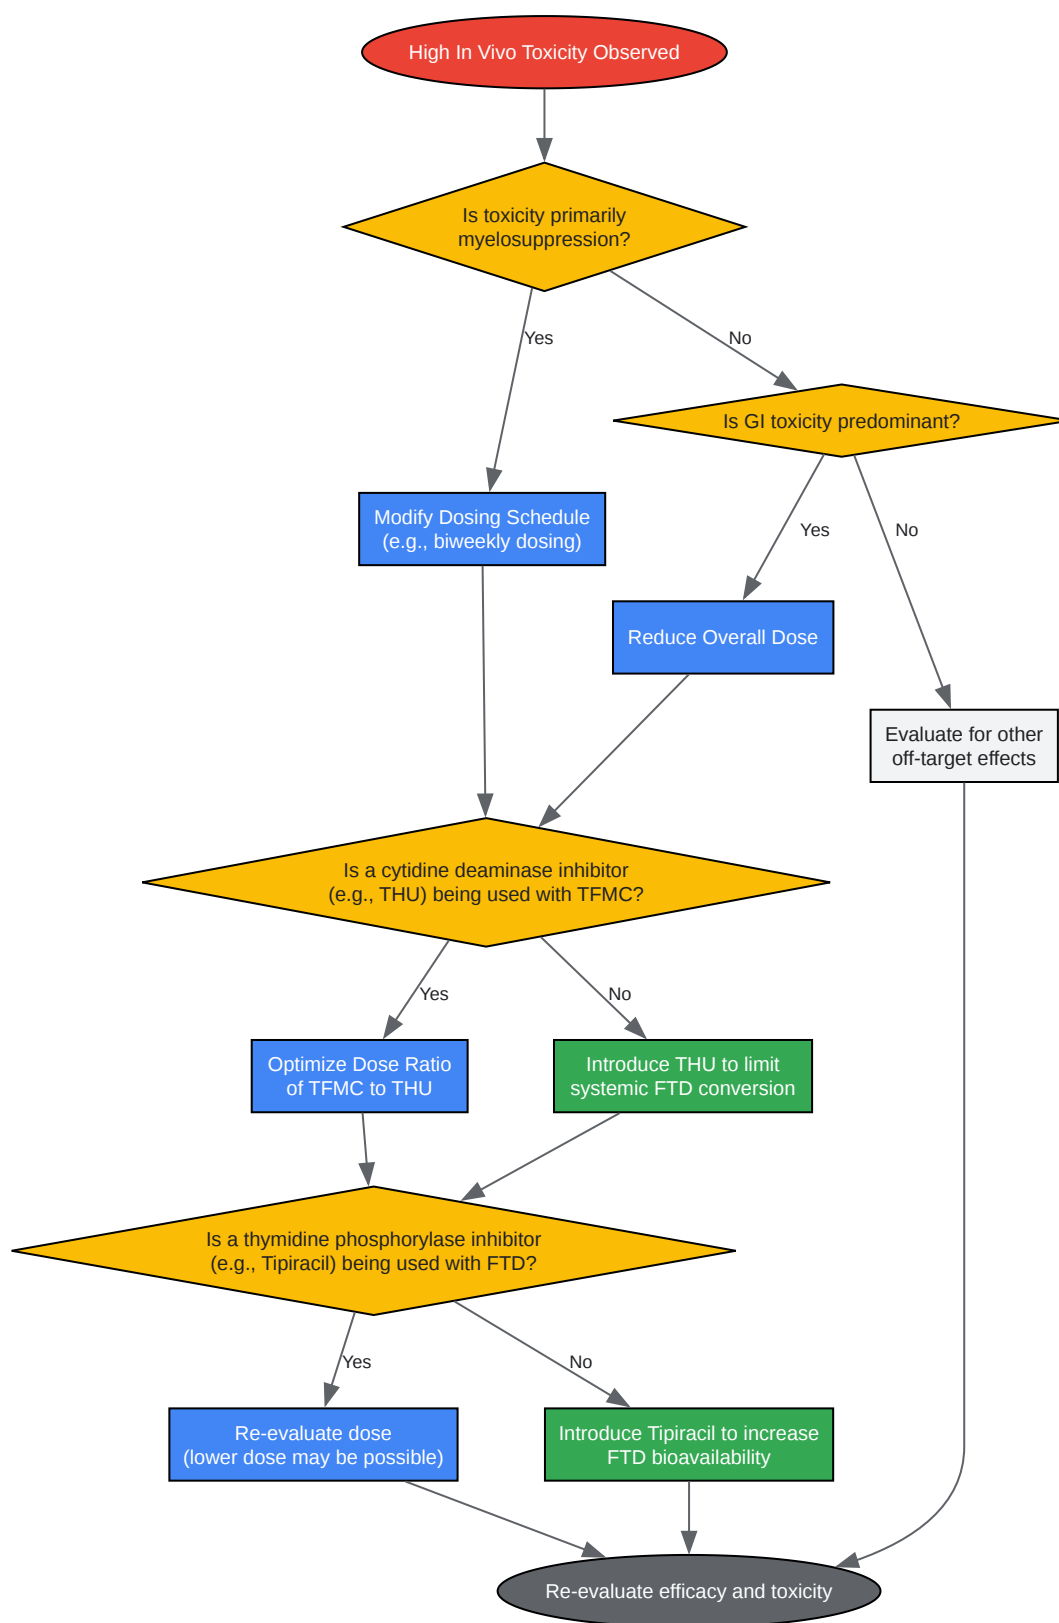 High In Vivo Toxicity Observed
Is toxicity primarily
myelosuppression?
Yes
No
Is GI toxicity predominant?
Modify Dosing Schedule
(e.g., biweekly dosing)
Yes
No
Reduce Overall Dose
Evaluate for other
off-target effects
Is a cytidine deaminase inhibitor
(e.g., THU) being used with TFMC?
Yes
No
Optimize Dose Ratio
of TFMC to THU
Introduce THU to limit
systemic FTD conversion
Is a thymidine phosphorylase inhibitor
(e.g., Tipiracil) being used with FTD?
Yes
No
Re-evaluate dose
(lower dose may be possible)
Introduce Tipiracil to increase
FTD bioavailability
Re-evaluate efficacy and toxicity